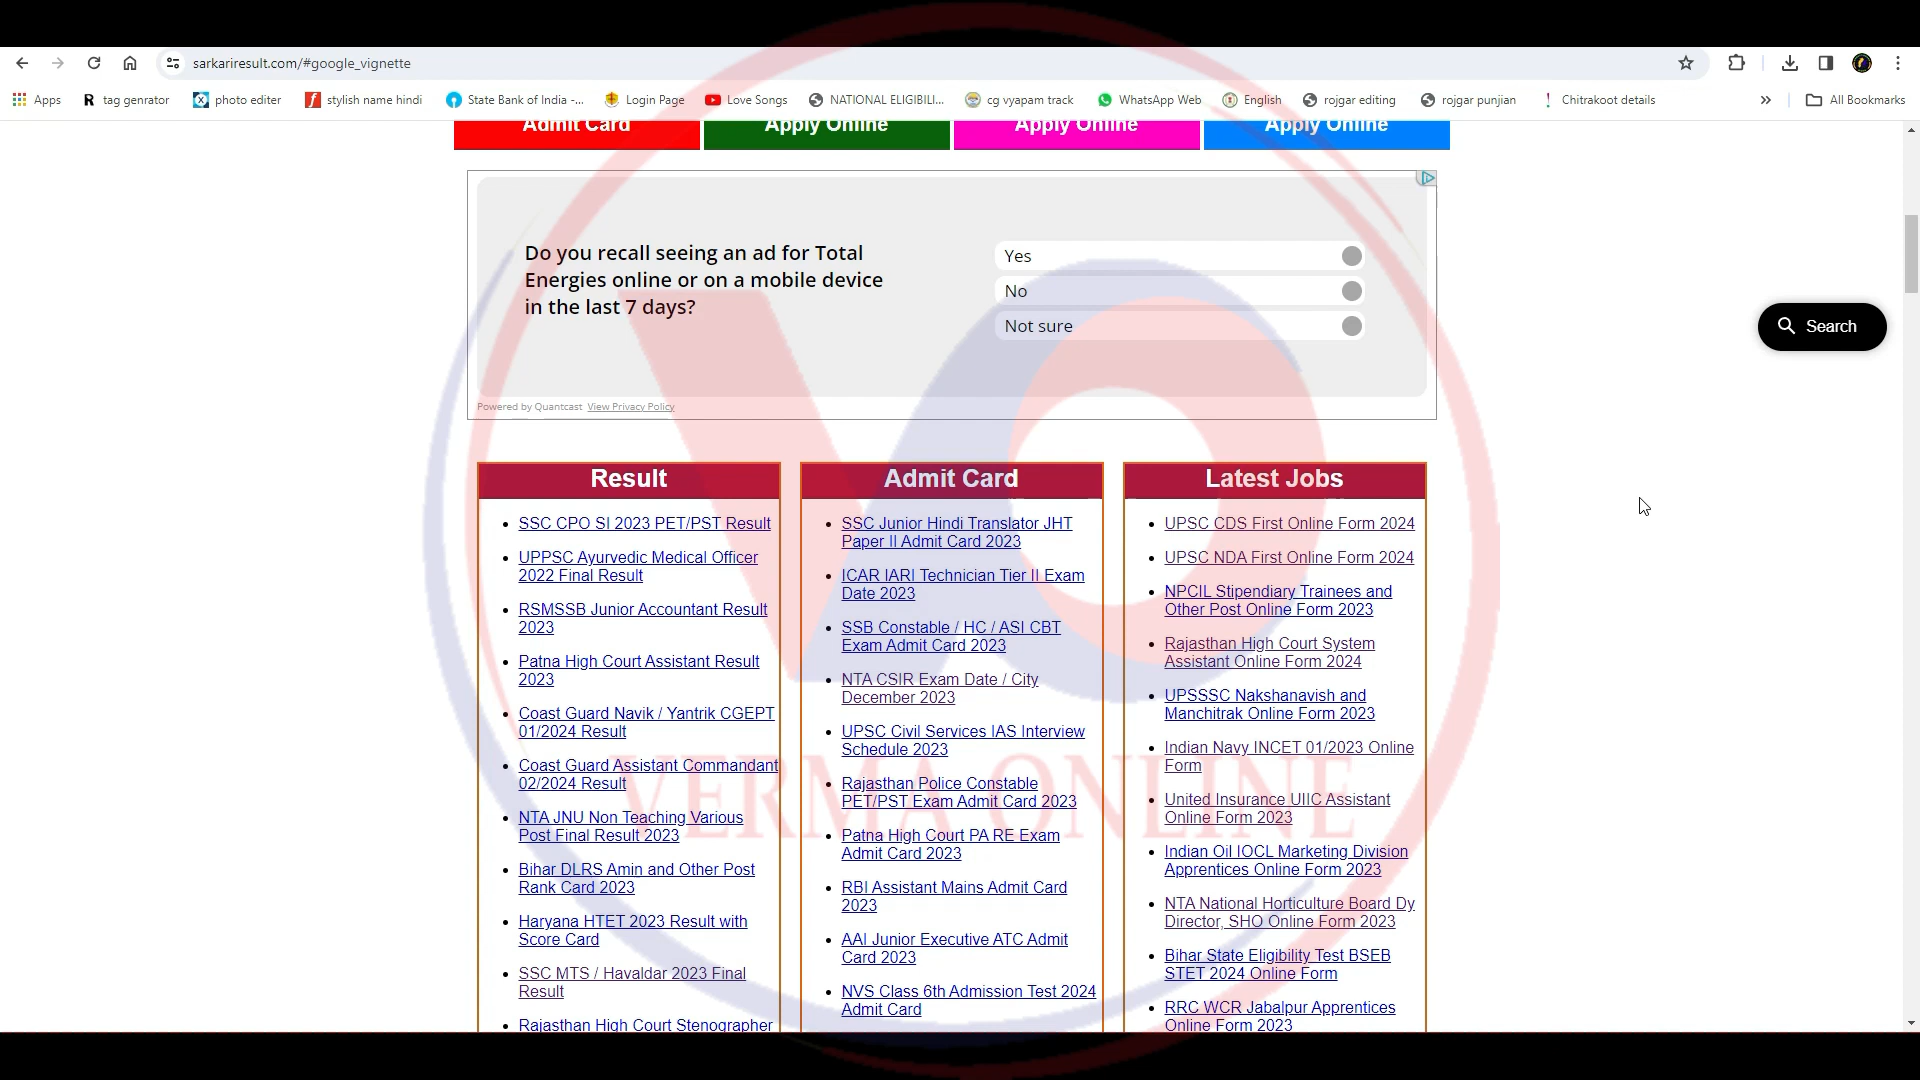 sarkariresult.com/#google_vignette
Apps
tag genrator
photo editer
stylish name hindi
State Bank of India -...
Login Page
Love Songs
NATIONAL ELIGIBILI...
cg vyapam track
WhatsApp Web
English
rojgar editing
rojgar punjian
Chitrakoot details
All Bookmarks
Admit Card
Apply Online
Apply Online
Apply Online
Do you recall seeing an ad for Total
Energies online or on a mobile device
in the last 7 days?
Yes
No
Not sure
Powered by Quantcast View Privacy Policy
Search
Result
SSC CPO SI 2023 PET/PST Result
UPPSC Ayurvedic Medical Officer
2022 Final Result
RSMSSB Junior Accountant Result
2023
Patna High Court Assistant Result
2023
Coast Guard Navik / Yantrik CGEPT
01/2024 Result
Coast Guard Assistant Commandant
02/2024 Result
NTA JNU Non Teaching Various
Post Final Result 2023
Bihar DLRS Amin and Other Post
Rank Card 2023
Haryana HTET 2023 Result with
Score Card
SSC MTS / Havaldar 2023 Final
Result
Rajasthan High Court Stenographer
Admit Card
SSC Junior Hindi Translator JHT
Paper II Admit Card 2023
ICAR IARI Technician Tier II Exam
Date 2023
SSB Constable / HC / ASI CBT
Exam Admit Card 2023
NTA CSIR Exam Date / City
December 2023
UPSC Civil Services IAS Interview
Schedule 2023
Rajasthan Police Constable
PET/PST Exam Admit Card 2023
Patna High Court PA RE Exam
Admit Card 2023
RBI Assistant Mains Admit Card
2023
AAI Junior Executive ATC Admit
Card 2023
NVS Class 6th Admission Test 2024
Admit Card
Latest Jobs
UPSC CDS First Online Form 2024
UPSC NDA First Online Form 2024
NPCIL Stipendiary Trainees and
Other Post Online Form 2023
Rajasthan High Court System
Assistant Online Form 2024
UPSSSC Nakshanavish and
Manchitrak Online Form 2023
Indian Navy INCET 01/2023 Online
Form
United Insurance UIIC Assistant
Online Form 2023
Indian Oil IOCL Marketing Division
Apprentices Online Form 2023
NTA National Horticulture Board Dy
Director, SHO Online Form 2023
Bihar State Eligibility Test BSEB
STET 2024 Online Form
RRC WCR Jabalpur Apprentices
Online Form 2023
VERMA ONLINE